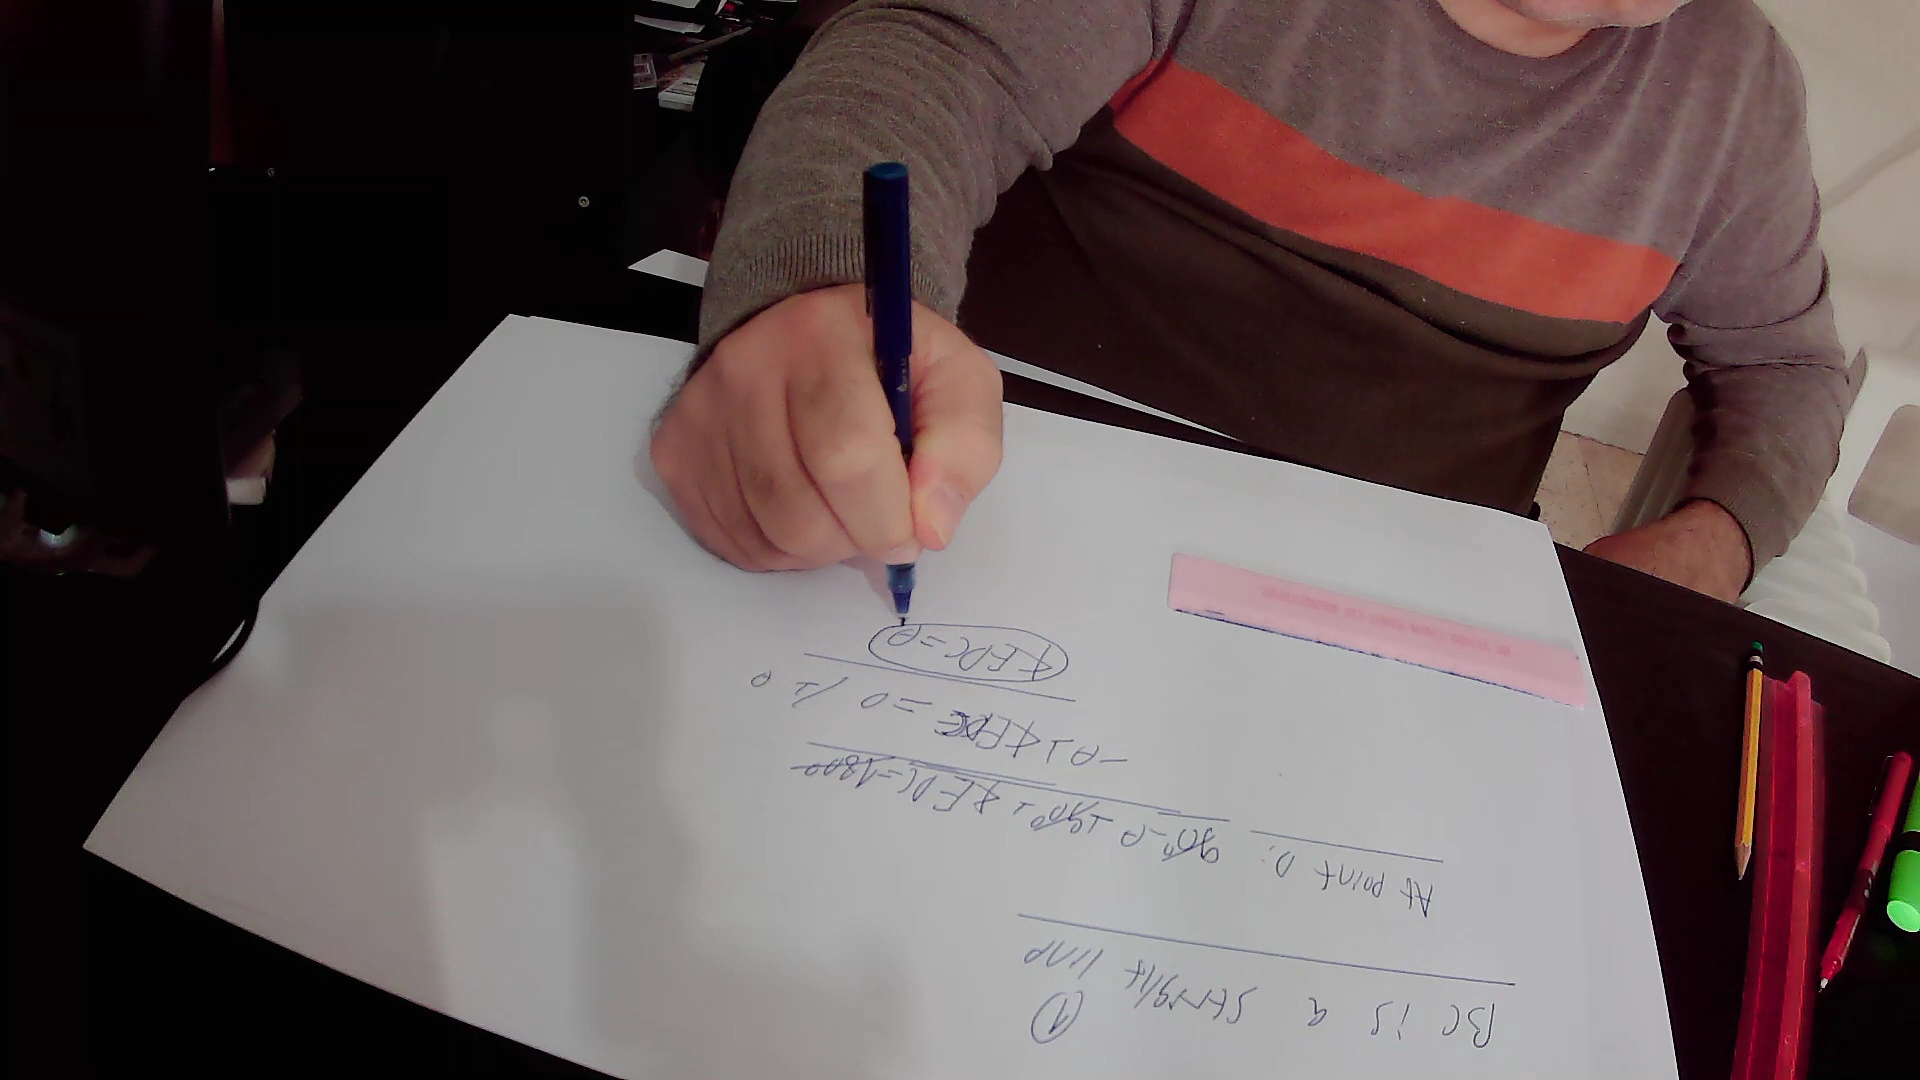 BC is a straight line ①
At point D: 90°-θ+90°+∡EDC=180°
-θ+∡EDC=0 /+θ
∡EDC=θ